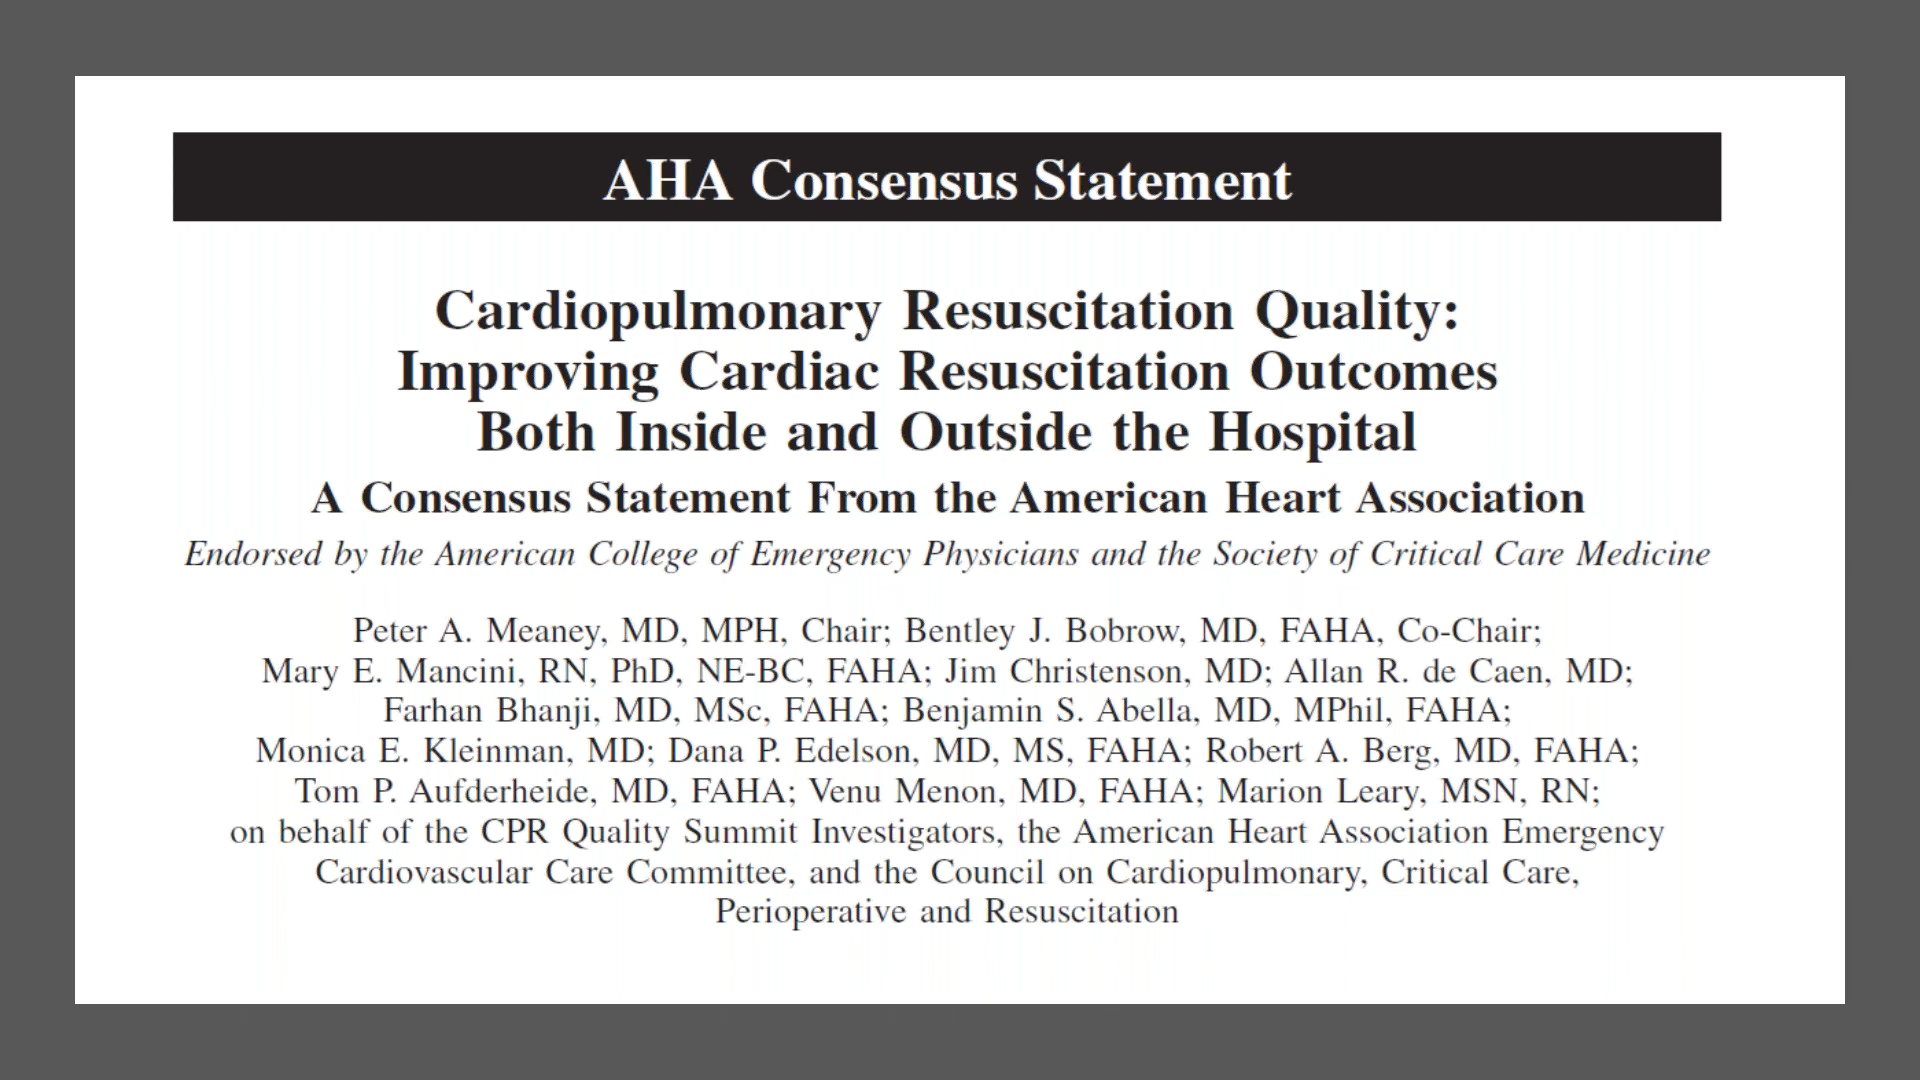 AHA Consensus Statement
Cardiopulmonary Resuscitation Quality:
Improving Cardiac Resuscitation Outcomes
Both Inside and Outside the Hospital
A Consensus Statement From the American Heart Association
Endorsed by the American College of Emergency Physicians and the Society of Critical Care Medicine
Peter A. Meaney, MD, MPH, Chair; Bentley J. Bobrow, MD, FAHA, Co-Chair;
Mary E. Mancini, RN, PhD, NE-BC, FAHA; Jim Christenson, MD; Allan R. de Caen, MD;
Farhan Bhanji, MD, MSc, FAHA; Benjamin S. Abella, MD, MPhil, FAHA;
Monica E. Kleinman, MD; Dana P. Edelson, MD, MS, FAHA; Robert A. Berg, MD, FAHA;
Tom P. Aufderheide, MD, FAHA; Venu Menon, MD, FAHA; Marion Leary, MSN, RN;
on behalf of the CPR Quality Summit Investigators, the American Heart Association Emergency
Cardiovascular Care Committee, and the Council on Cardiopulmonary, Critical Care,
Perioperative and Resuscitation